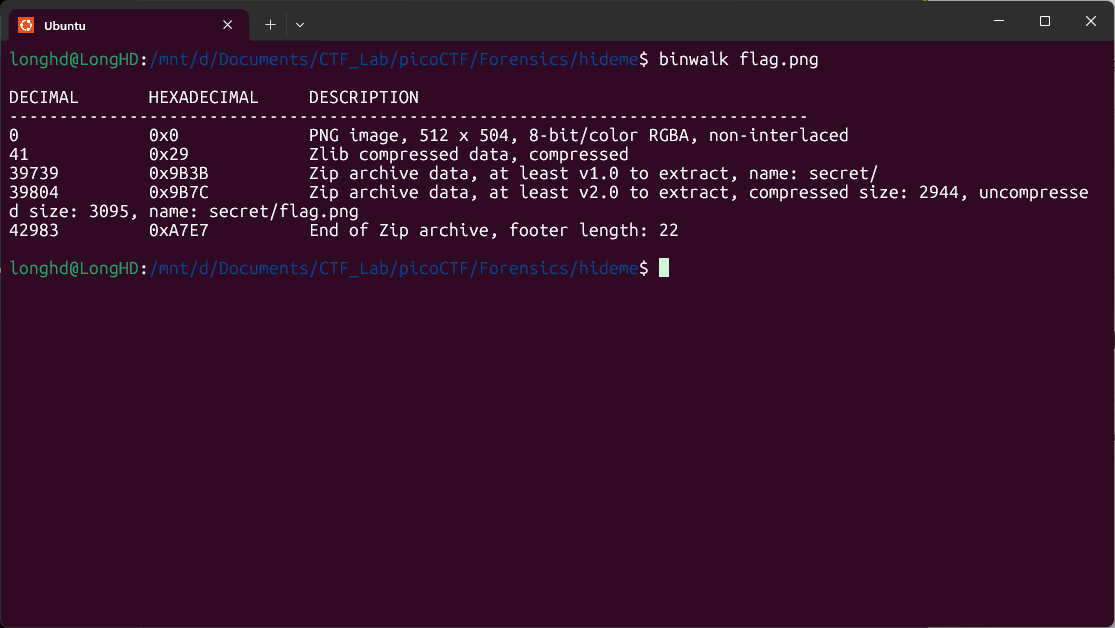 Ubuntu
longhd@LongHD:/mnt/d/Documents/CTF_Lab/picoCTF/Forensics/hideme$ binwalk flag.png
DECIMAL       HEXADECIMAL     DESCRIPTION
--------------------------------------------------------------------------------
0             0x0             PNG image, 512 x 504, 8-bit/color RGBA, non-interlaced
41            0x29            Zlib compressed data, compressed
39739         0x9B3B          Zip archive data, at least v1.0 to extract, name: secret/
39804         0x9B7C          Zip archive data, at least v2.0 to extract, compressed size: 2944, uncompresse
d size: 3095, name: secret/flag.png
42983         0xA7E7          End of Zip archive, footer length: 22
longhd@LongHD:/mnt/d/Documents/CTF_Lab/picoCTF/Forensics/hideme$